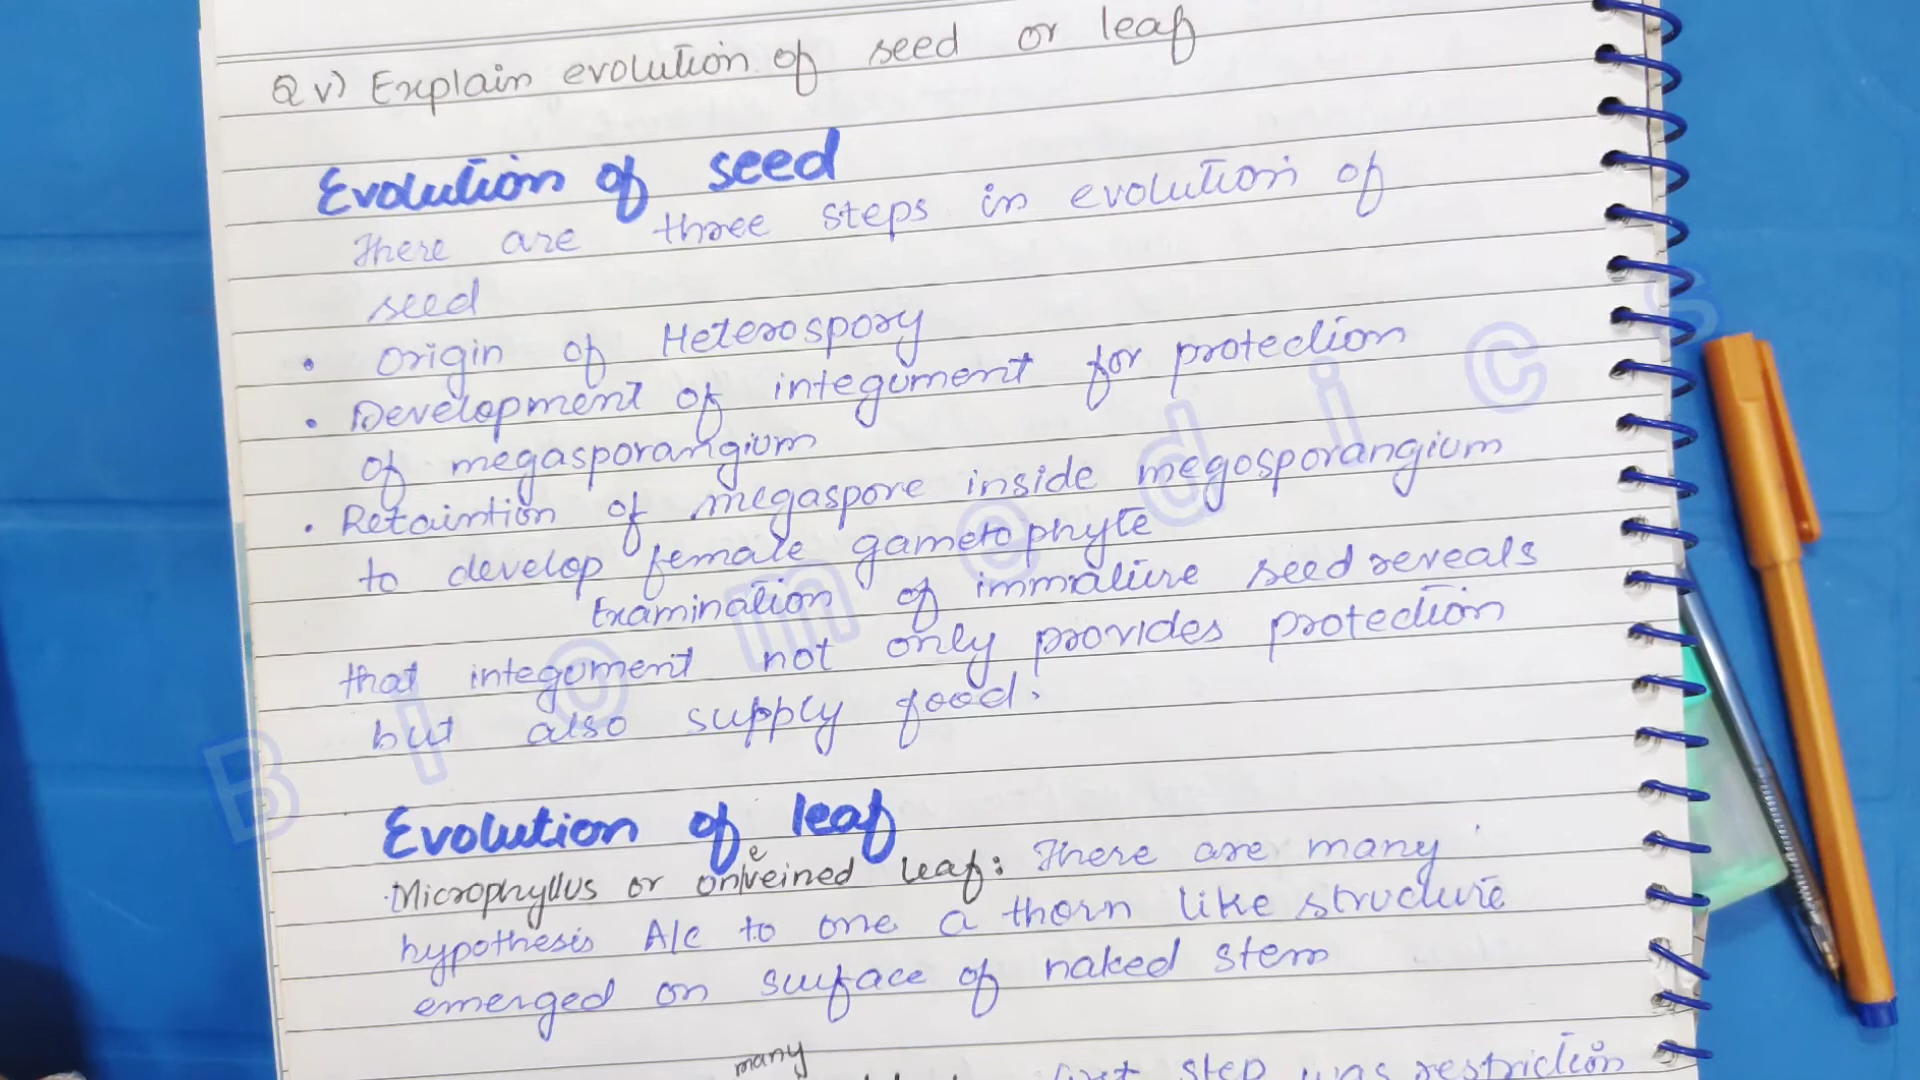 Q v) Explain evolution of seed or leaf
Evolution of seed
There are three steps in evolution of
seed
• Origin of Heterospory
• Development of integument for protection
of megasporangium
• Retaintion of megaspore inside megosporangium
to develop female gametophyte
Examination of immature seed reveals
that integument not only provides protection
but also supply food.
Evolution of leaf
Microphyllus or oneveined leaf: There are many
hypothesis A/c to one a thorn like structure
emerged on surface of naked stem
many
first step was restriction
Biomedics